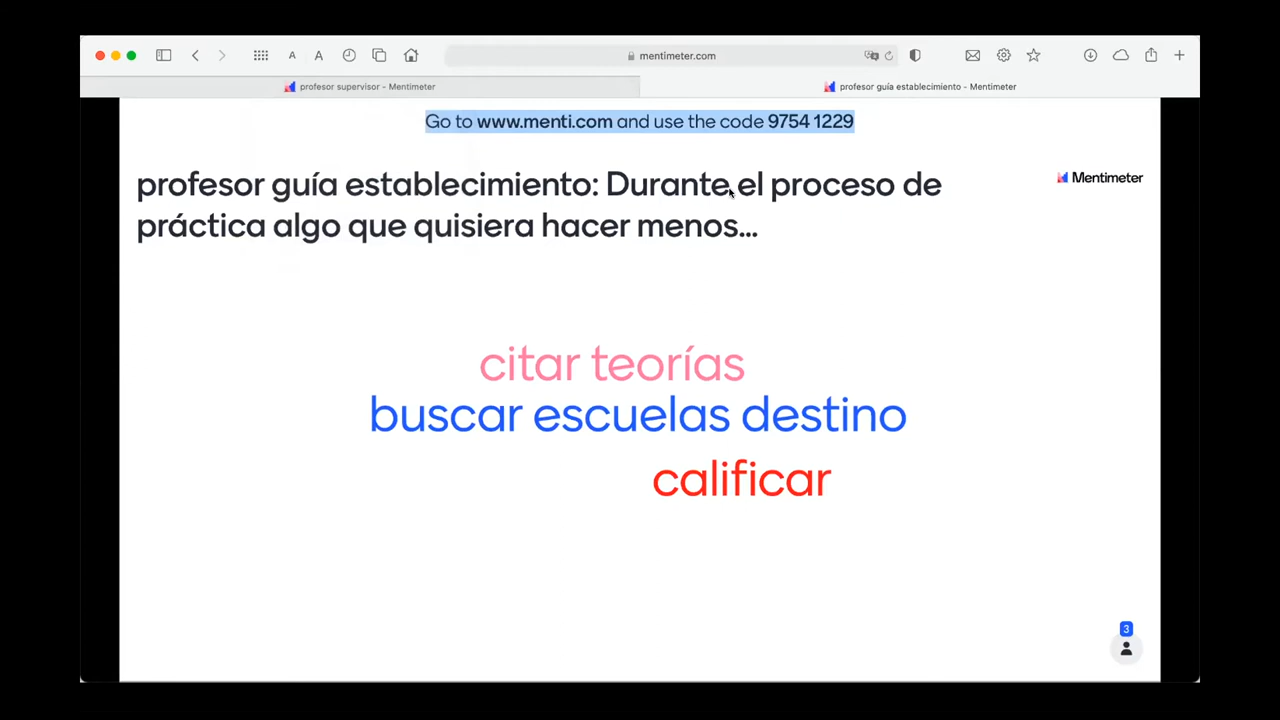 A A mentimeter.com
profesor supervisor - Mentimeter profesor guía establecimiento - Mentimeter
Go to www.menti.com and use the code 9754 1229
profesor guía establecimiento: Durante el proceso de
práctica algo que quisiera hacer menos...
Mentimeter
citar teorías
buscar escuelas destino
calificar
3